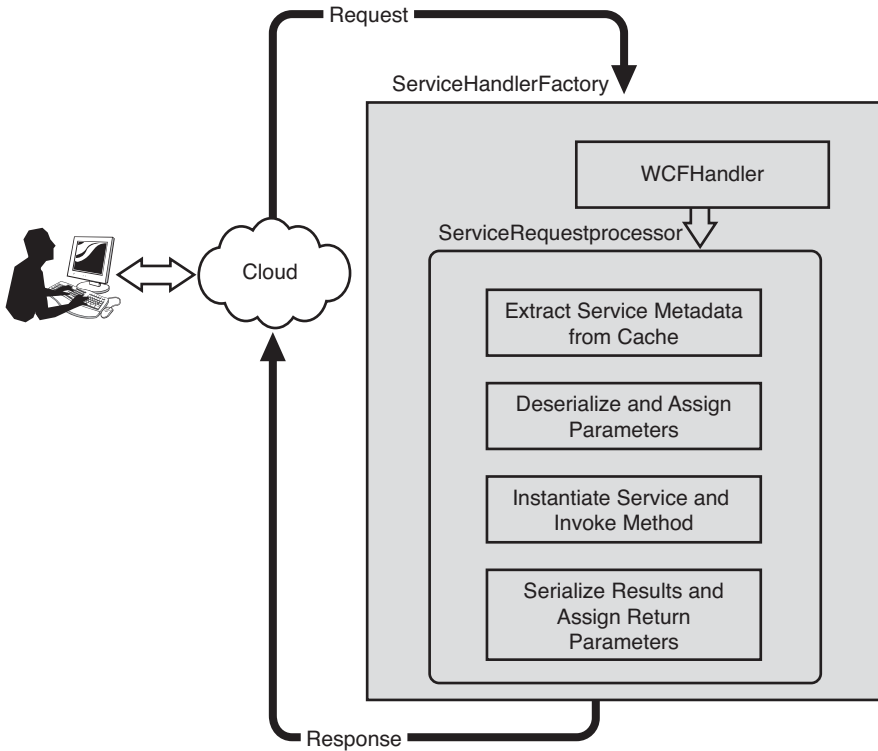 Request
ServiceHandlerFactory
WCFHandler
ServiceRequestprocessor
Cloud
Extract Service Metadata
from Cache
Deserialize and Assign
Parameters
Instantiate Service and
Invoke Method
Serialize Results and
Assign Return
Parameters
Response